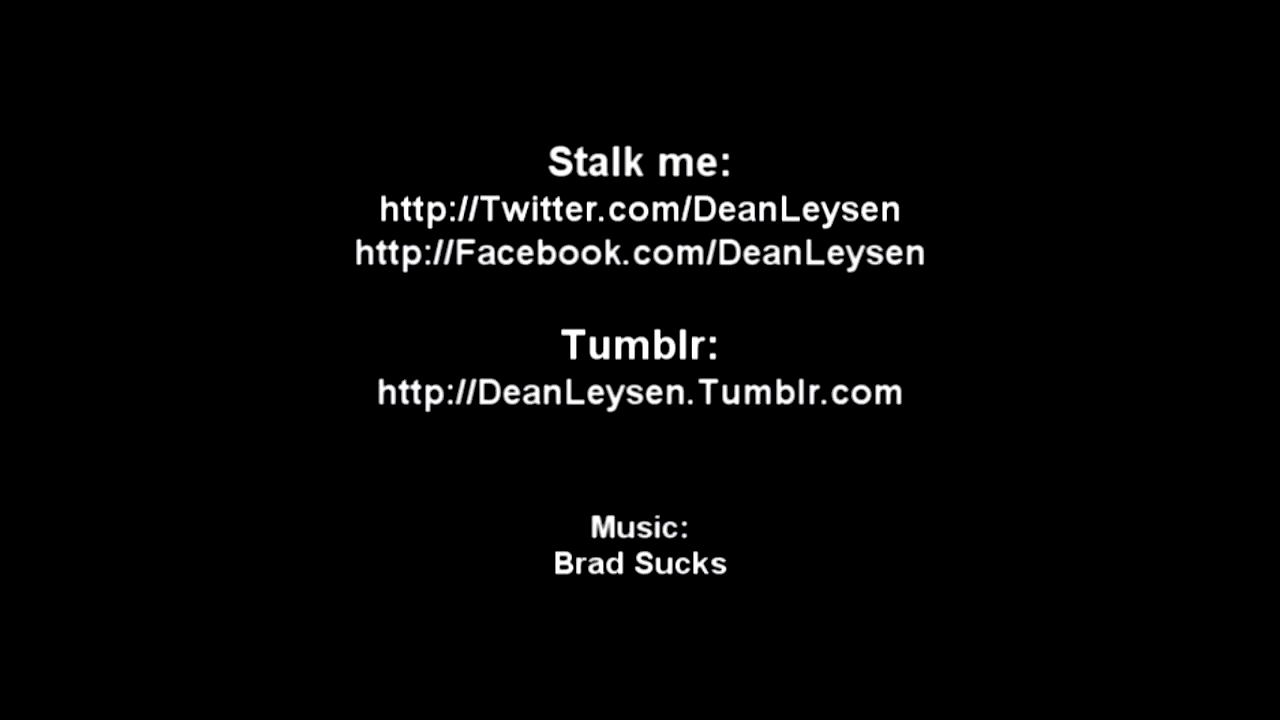 Stalk me:
http://Twitter.com/DeanLeysen
http://Facebook.com/DeanLeysen
Tumblr:
http://DeanLeysen.Tumblr.com
Music:
Brad Sucks